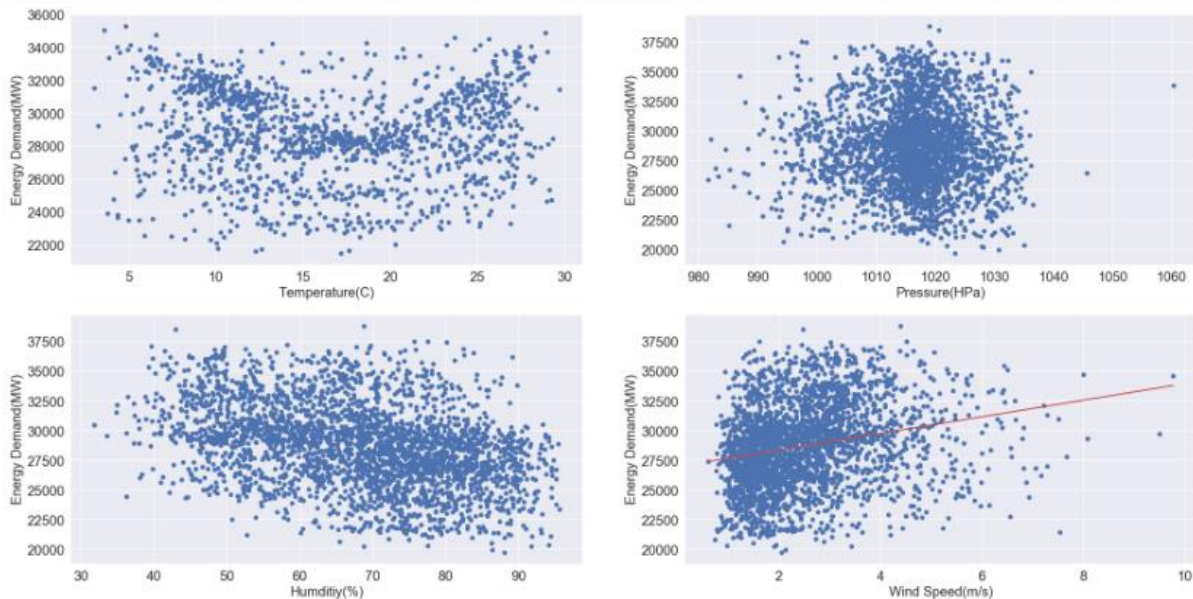 Energy Demand(MW)
36000
34000
32000
30000
28000
26000
24000
22000
5 10 15 20 25 30
Temperature(C)
Energy Demand(MW)
37500
35000
32500
30000
27500
25000
22500
20000
980 990 1000 1010 1020 1030 1040 1050 1060
Pressure(HPa)
Energy Demand(MW)
37500
35000
32500
30000
27500
25000
22500
20000
30 40 50 60 70 80 90
Humditiy(%)
Energy Demand(MW)
37500
35000
32500
30000
27500
25000
22500
20000
2 4 6 8 10
Wind Speed(m/s)